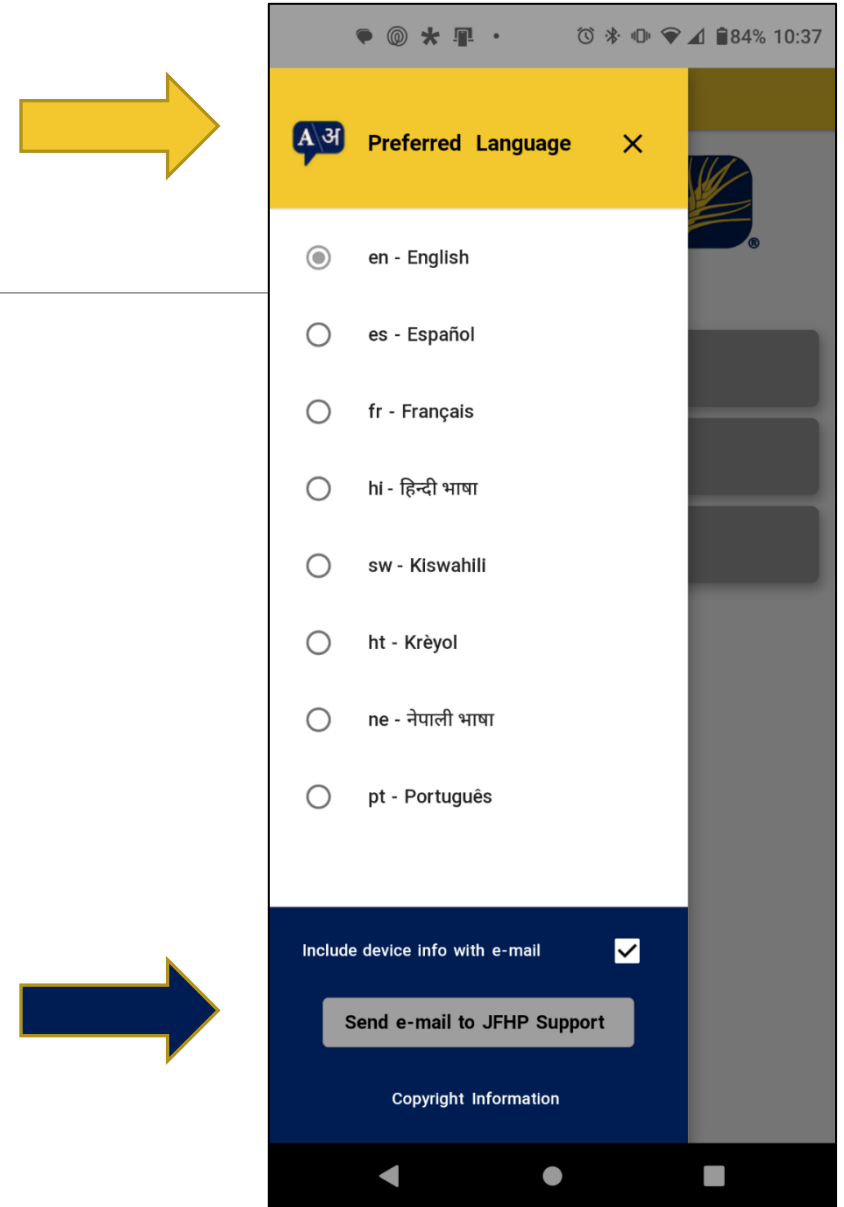 84% 10:37
A अ
Preferred Language
en - English
es - Español
fr - Français
hi - हिन्दी भाषा
sw - Kiswahili
ht - Krèyol
ne - नेपाली भाषा
pt - Português
®
Include device info with e-mail
Send e-mail to JFHP Support
Copyright Information